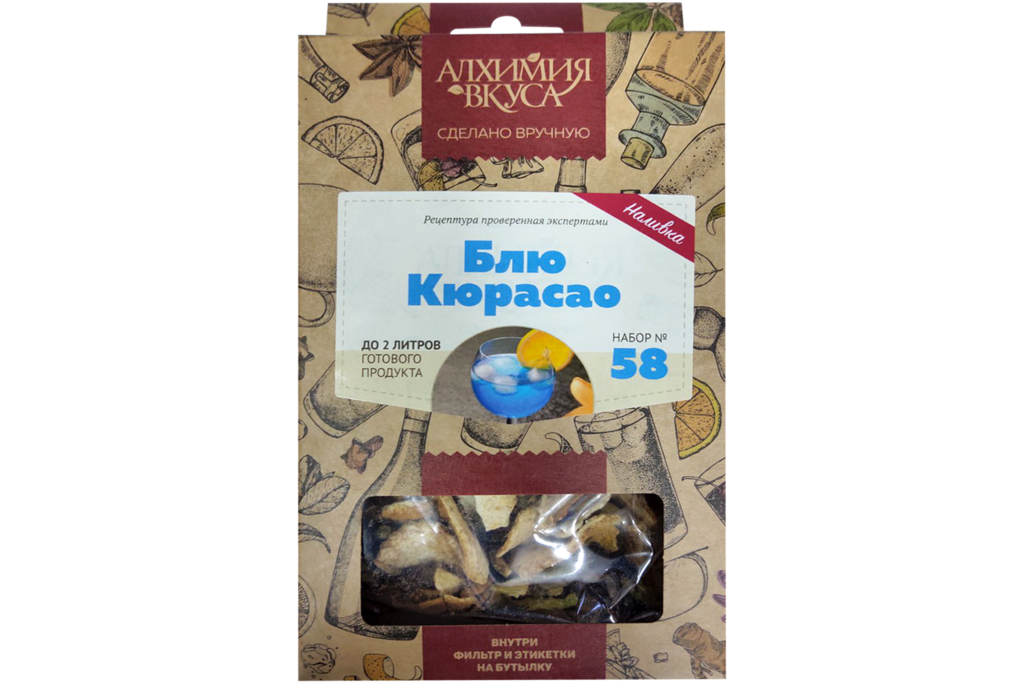 АЛХИМИЯ
ВКУСА
СДЕЛАНО ВРУЧНУЮ
Рецептура проверенная экспертами
Наливка
Блю
Кюрасао
ДО 2 ЛИТРОВ
ГОТОВОГО
ПРОДУКТА
НАБОР №
58
ВНУТРИ
ФИЛЬТР И ЭТИКЕТКИ
НА БУТЫЛКУ